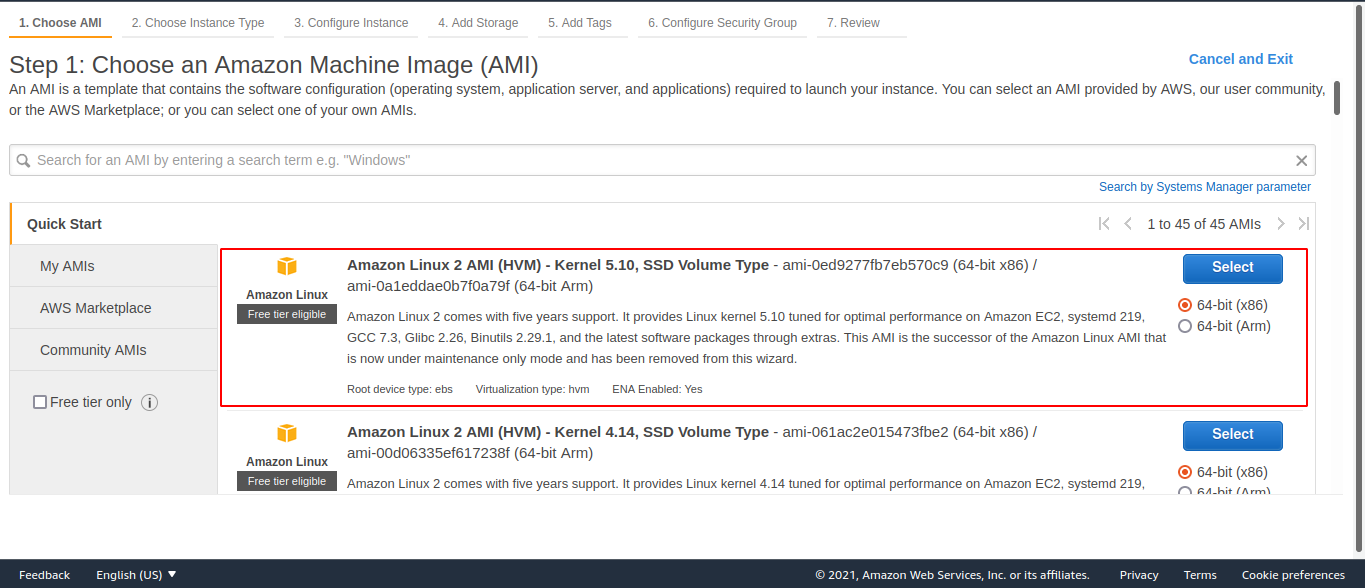 1. Choose AMI 2. Choose Instance Type 3. Configure Instance 4. Add Storage 5. Add Tags 6. Configure Security Group 7. Review
Step 1: Choose an Amazon Machine Image (AMI)
Cancel and Exit
An AMI is a template that contains the software configuration (operating system, application server, and applications) required to launch your instance. You can select an AMI provided by AWS, our user community,
or the AWS Marketplace; or you can select one of your own AMIs.
Search for an AMI by entering a search term e.g. "Windows"
Search by Systems Manager parameter
Quick Start
1 to 45 of 45 AMIs
My AMIs
AWS Marketplace
Community AMIs
Free tier only
Amazon Linux
Free tier eligible
Amazon Linux 2 AMI (HVM) - Kernel 5.10, SSD Volume Type - ami-0ed9277fb7eb570c9 (64-bit x86) /
ami-0a1eddae0b7f0a79f (64-bit Arm)
Amazon Linux 2 comes with five years support. It provides Linux kernel 5.10 tuned for optimal performance on Amazon EC2, systemd 219,
GCC 7.3, Glibc 2.26, Binutils 2.29.1, and the latest software packages through extras. This AMI is the successor of the Amazon Linux AMI that
is now under maintenance only mode and has been removed from this wizard.
Root device type: ebs Virtualization type: hvm ENA Enabled: Yes
Select
64-bit (x86)
64-bit (Arm)
Amazon Linux
Free tier eligible
Amazon Linux 2 AMI (HVM) - Kernel 4.14, SSD Volume Type - ami-061ac2e015473fbe2 (64-bit x86) /
ami-00d06335ef617238f (64-bit Arm)
Amazon Linux 2 comes with five years support. It provides Linux kernel 4.14 tuned for optimal performance on Amazon EC2, systemd 219,
Select
64-bit (x86)
64-bit (Arm)
Feedback English (US) © 2021, Amazon Web Services, Inc. or its affiliates. Privacy Terms Cookie preferences